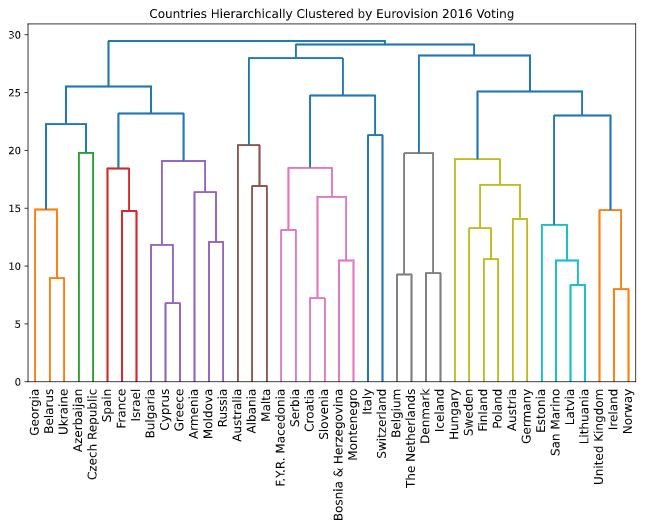 Countries Hierarchically Clustered by Eurovision 2016 Voting
30
25
20
15
10
5
0
Georgia
Belarus
Ukraine
Azerbaijan
Czech Republic
Spain
France
Israel
Bulgaria
Cyprus
Greece
Armenia
Moldova
Russia
Australia
Albania
Malta
F.Y.R. Macedonia
Serbia
Croatia
Slovenia
Bosnia & Herzegovina
Montenegro
Italy
Switzerland
Belgium
The Netherlands
Denmark
Iceland
Hungary
Sweden
Finland
Poland
Austria
Germany
Estonia
San Marino
Latvia
Lithuania
United Kingdom
Ireland
Norway